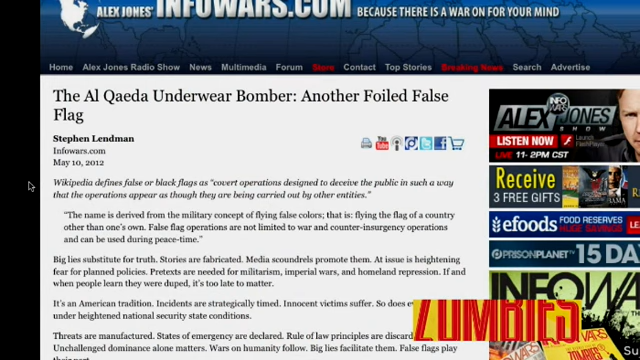 ALEX JONES' INFOWARS.COM BECAUSE THERE IS A WAR ON FOR YOUR MIND
Home Alex Jones Radio Show News Multimedia Forum Store Contact Top Stories Breaking News Search Advertise
The Al Qaeda Underwear Bomber: Another Foiled False
Flag
Stephen Lendman
Infowars.com
May 10, 2012
Wikipedia defines false or black flags as "covert operations designed to deceive the public in such a way
that the operations appear as though they are being carried out by other entities."
"The name is derived from the military concept of flying false colors; that is: flying the flag of a country
other than one's own. False flag operations are not limited to war and counter-insurgency operations
and can be used during peace-time."
Big lies substitute for truth. Stories are fabricated. Media scoundrels promote them. At issue is heightening
fear for planned policies. Pretexts are needed for militarism, imperial wars, and homeland repression. If and
when people learn they were duped, it's too late to matter.
It's an American tradition. Incidents are strategically timed. Innocent victims suffer. So does
under heightened national security state conditions.
Threats are manufactured. States of emergency are declared. Rule of law principles are
Unchallenged dominance alone matters. Wars on humanity follow. Big lies facilitate them. False flags play
their part.
INFO WARS
ALEX JONES
SHOW
LISTEN NOW Launch FlashPlayer
LIVE 11-2PM CST
Receive
3 FREE GIFTS
efoods FOOD RESERVES
HUGE SAVINGS
PRISONPLANET 15 DA
INFOWA
ZOMBIES